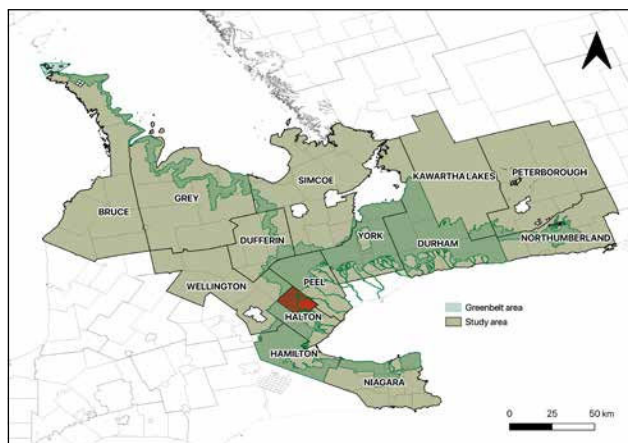 KAWARTHA LAKES
PETERBOROUGH
SIMCOE
GREY
BRUCE
YORK
DURHAM
NORTHUMBERLAND
DUFFERIN
PEEL
WELLINGTON
HALTON
Greenbelt area
Study area
HAMILTON
NIAGARA
0 25 50 km